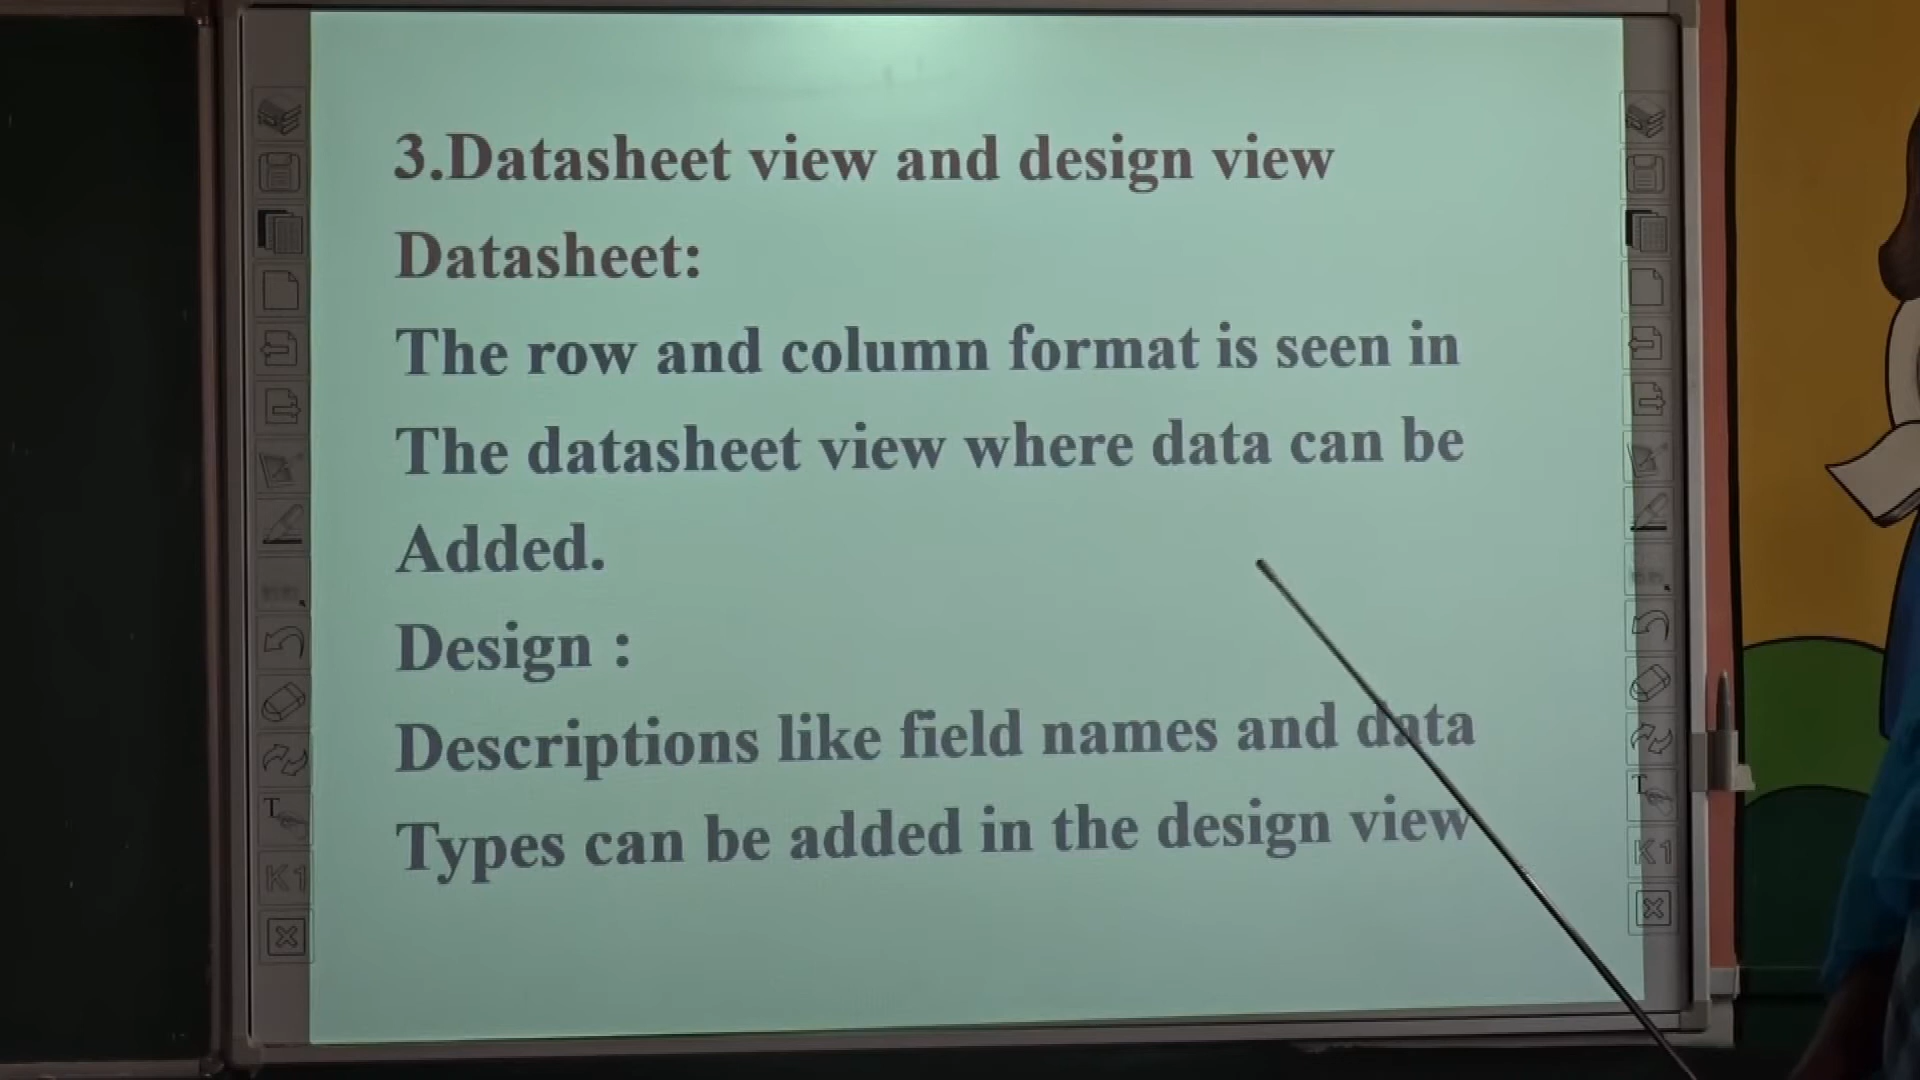 3.Datasheet view and design view
Datasheet:
The row and column format is seen in
The datasheet view where data can be
Added.
Design :
Descriptions like field names and data
Types can be added in the design view
T
K1
T
K1